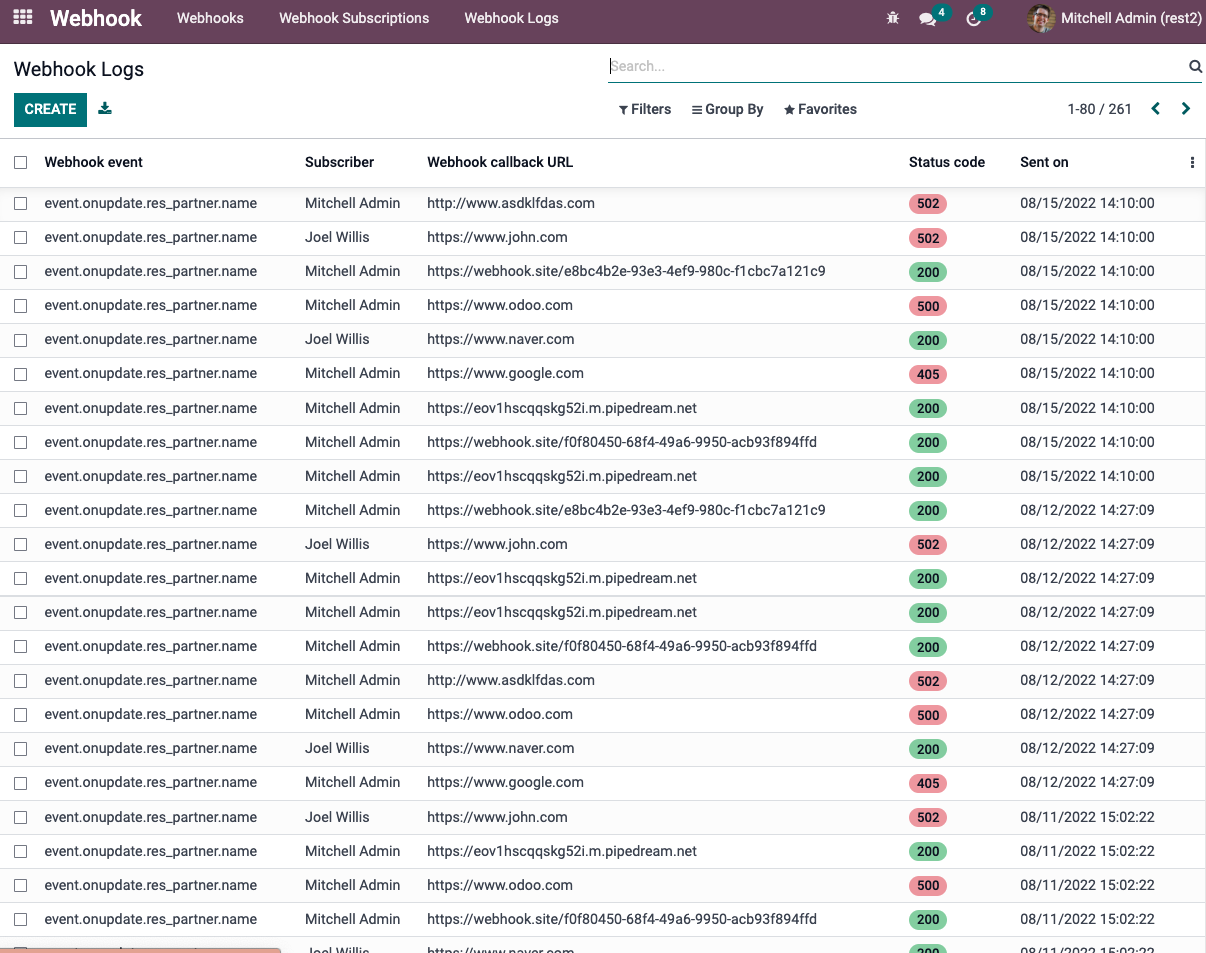 Webhook Webhooks Webhook Subscriptions Webhook Logs 4 8 Mitchell Admin (rest2)
Webhook Logs Search...
CREATE Filters Group By Favorites 1-80 / 261
Webhook event Subscriber Webhook callback URL Status code Sent on
event.onupdate.res_partner.name Mitchell Admin http://www.asdklfdas.com 502 08/15/2022 14:10:00
event.onupdate.res_partner.name Joel Willis https://www.john.com 502 08/15/2022 14:10:00
event.onupdate.res_partner.name Mitchell Admin https://webhook.site/e8bc4b2e-93e3-4ef9-980c-f1cbc7a121c9 200 08/15/2022 14:10:00
event.onupdate.res_partner.name Mitchell Admin https://www.odoo.com 500 08/15/2022 14:10:00
event.onupdate.res_partner.name Joel Willis https://www.naver.com 200 08/15/2022 14:10:00
event.onupdate.res_partner.name Mitchell Admin https://www.google.com 405 08/15/2022 14:10:00
event.onupdate.res_partner.name Mitchell Admin https://eov1hscqqskg52i.m.pipedream.net 200 08/15/2022 14:10:00
event.onupdate.res_partner.name Mitchell Admin https://webhook.site/f0f80450-68f4-49a6-9950-acb93f894ffd 200 08/15/2022 14:10:00
event.onupdate.res_partner.name Mitchell Admin https://eov1hscqqskg52i.m.pipedream.net 200 08/15/2022 14:10:00
event.onupdate.res_partner.name Mitchell Admin https://webhook.site/e8bc4b2e-93e3-4ef9-980c-f1cbc7a121c9 200 08/12/2022 14:27:09
event.onupdate.res_partner.name Joel Willis https://www.john.com 502 08/12/2022 14:27:09
event.onupdate.res_partner.name Mitchell Admin https://eov1hscqqskg52i.m.pipedream.net 200 08/12/2022 14:27:09
event.onupdate.res_partner.name Mitchell Admin https://eov1hscqqskg52i.m.pipedream.net 200 08/12/2022 14:27:09
event.onupdate.res_partner.name Mitchell Admin https://webhook.site/f0f80450-68f4-49a6-9950-acb93f894ffd 200 08/12/2022 14:27:09
event.onupdate.res_partner.name Mitchell Admin http://www.asdklfdas.com 502 08/12/2022 14:27:09
event.onupdate.res_partner.name Mitchell Admin https://www.odoo.com 500 08/12/2022 14:27:09
event.onupdate.res_partner.name Joel Willis https://www.naver.com 200 08/12/2022 14:27:09
event.onupdate.res_partner.name Mitchell Admin https://www.google.com 405 08/12/2022 14:27:09
event.onupdate.res_partner.name Joel Willis https://www.john.com 502 08/11/2022 15:02:22
event.onupdate.res_partner.name Mitchell Admin https://eov1hscqqskg52i.m.pipedream.net 200 08/11/2022 15:02:22
event.onupdate.res_partner.name Mitchell Admin https://www.odoo.com 500 08/11/2022 15:02:22
event.onupdate.res_partner.name Mitchell Admin https://webhook.site/f0f80450-68f4-49a6-9950-acb93f894ffd 200 08/11/2022 15:02:22
Joel Willis https://www.naver.com 200 08/11/2022 15:02:22